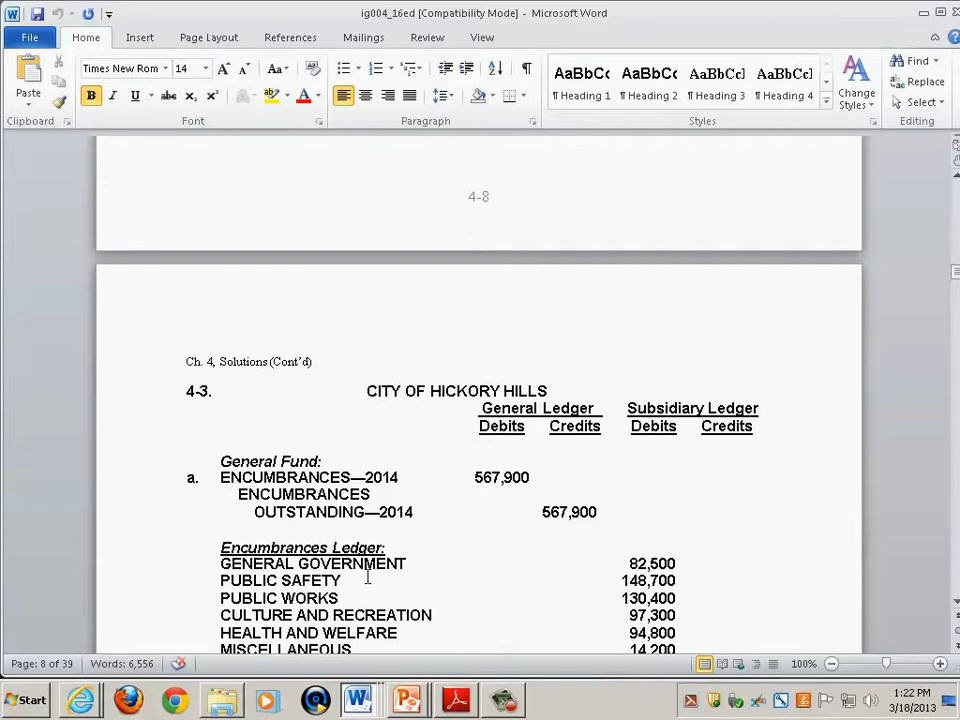 ig004_16ed [Compatibility Mode] - Microsoft Word
File Home Insert Page Layout References Mailings Review View
Paste
Times New Rom 14
Heading 1 Heading 2 Heading 3 Heading 4
Change Styles
Find
Replace
Select
Clipboard Font Paragraph Styles Editing
4-8
Ch. 4, Solutions (Cont'd)
4-3. CITY OF HICKORY HILLS
General Ledger Subsidiary Ledger
Debits Credits Debits Credits
General Fund:
a. ENCUMBRANCES—2014 567,900
ENCUMBRANCES
OUTSTANDING—2014 567,900
Encumbrances Ledger:
GENERAL GOVERNMENT 82,500
PUBLIC SAFETY 148,700
PUBLIC WORKS 130,400
CULTURE AND RECREATION 97,300
HEALTH AND WELFARE 94,800
MISCELLANEOUS 14,200
Page: 8 of 39 Words: 6,556 100%
Start 1:22 PM
3/18/2013